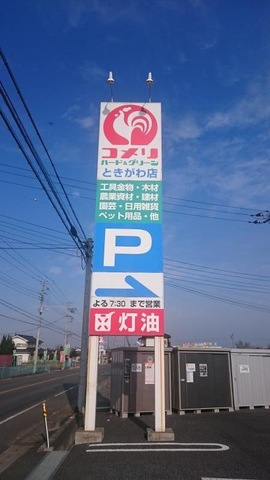 コメリ
ハード&グリーン
ときがわ店
工具金物・木材
農業資材・建材
園芸・日用雑貨
ペット用品・他
P
よる7:30 まで営業
灯油